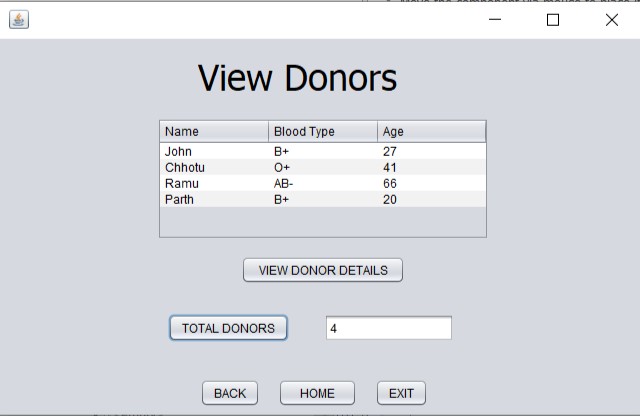 View Donors
Name Blood Type Age
John B+ 27
Chhotu O+ 41
Ramu AB- 66
Parth B+ 20
VIEW DONOR DETAILS
TOTAL DONORS 4
BACK HOME EXIT